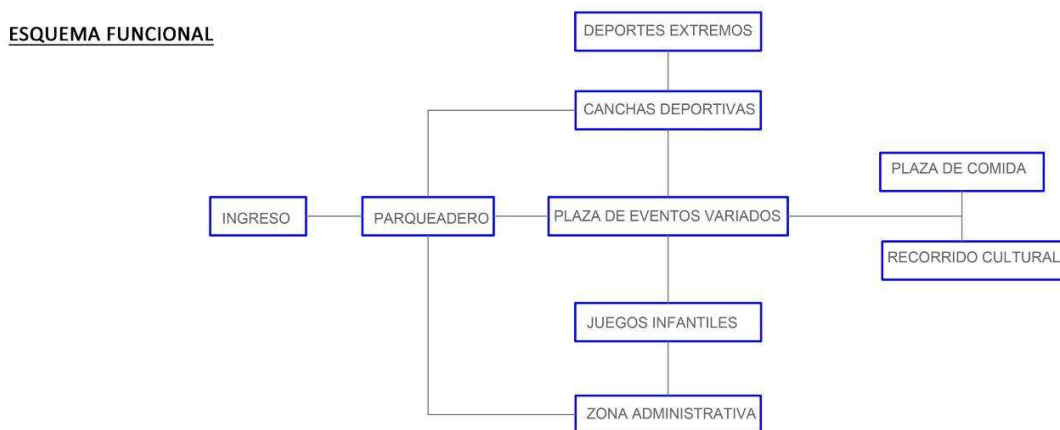 ESQUEMA FUNCIONAL
DEPORTES EXTREMOS
CANCHAS DEPORTIVAS
PLAZA DE COMIDA
INGRESO
PARQUEADERO
PLAZA DE EVENTOS VARIADOS
RECORRIDO CULTURAL
JUEGOS INFANTILES
ZONA ADMINISTRATIVA